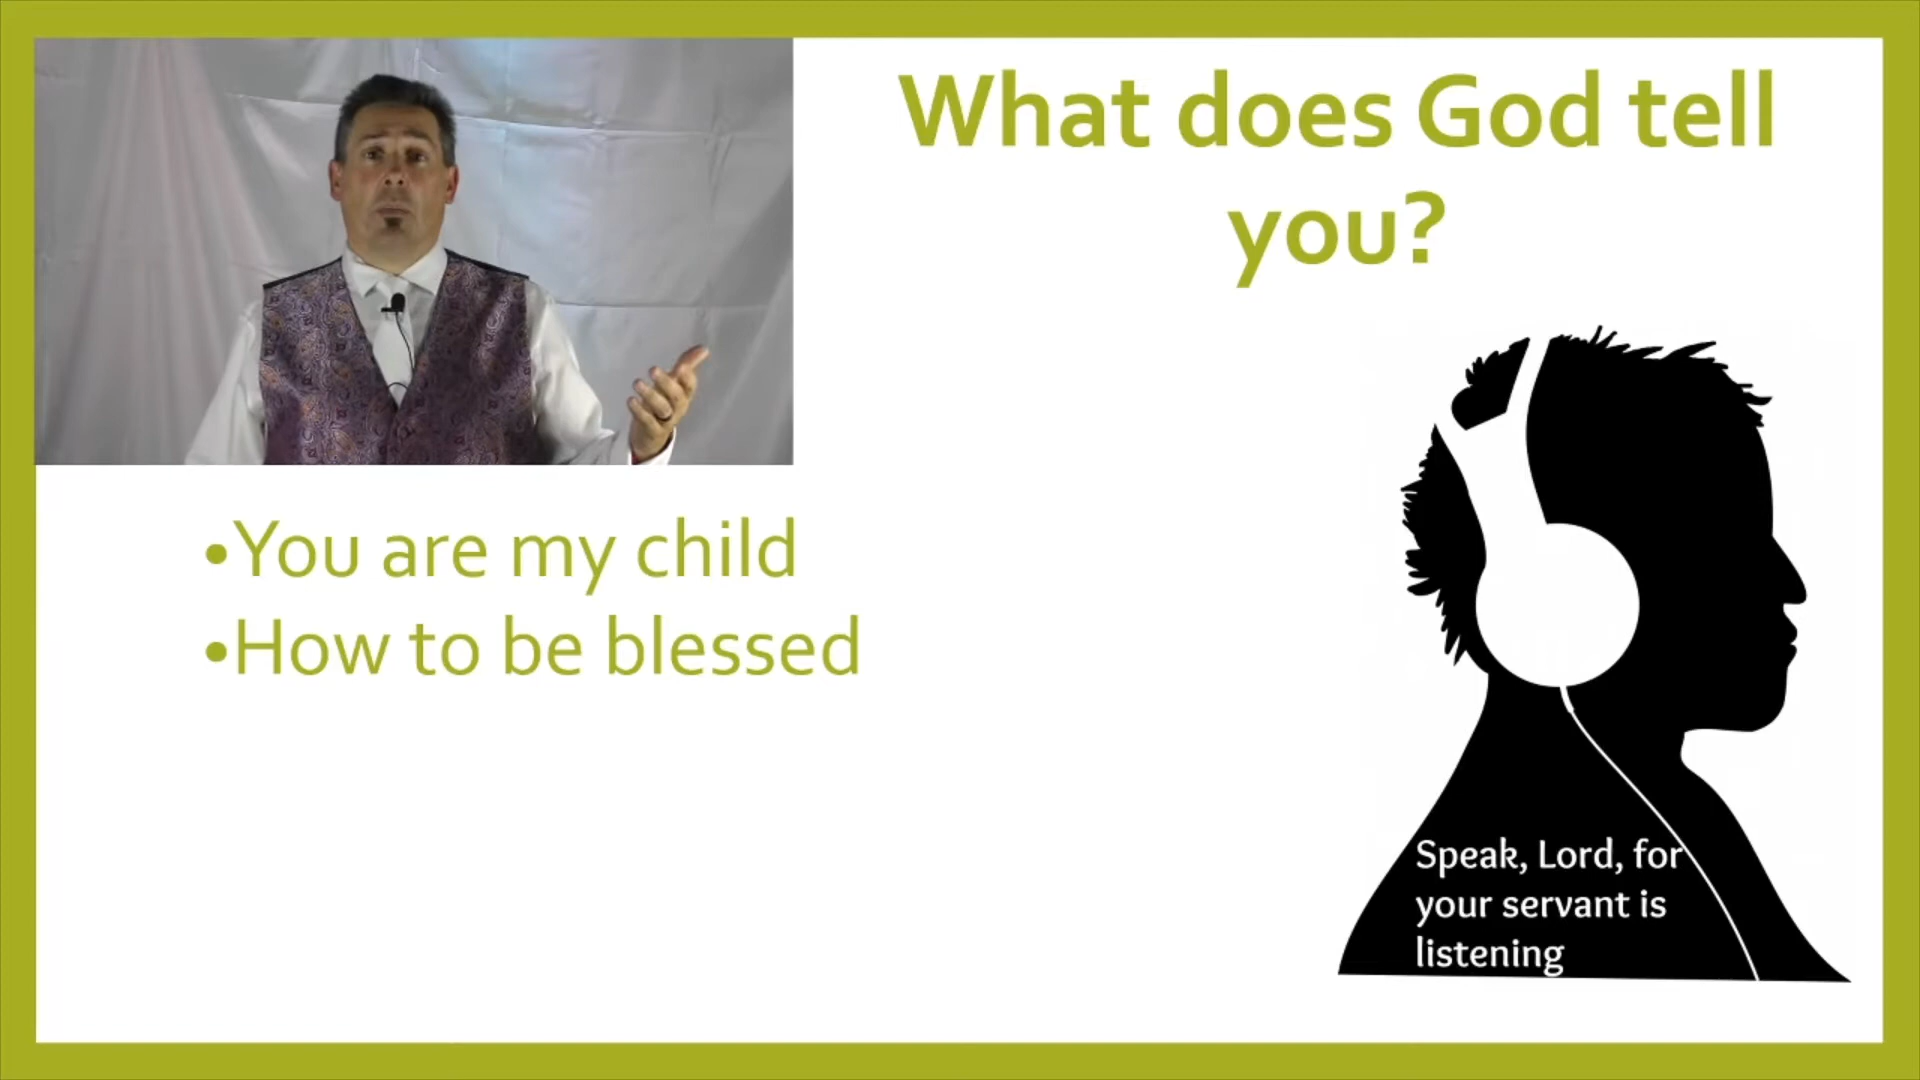 What does God tell
you?
•You are my child
•How to be blessed
Speak, Lord, for
your servant is
listening